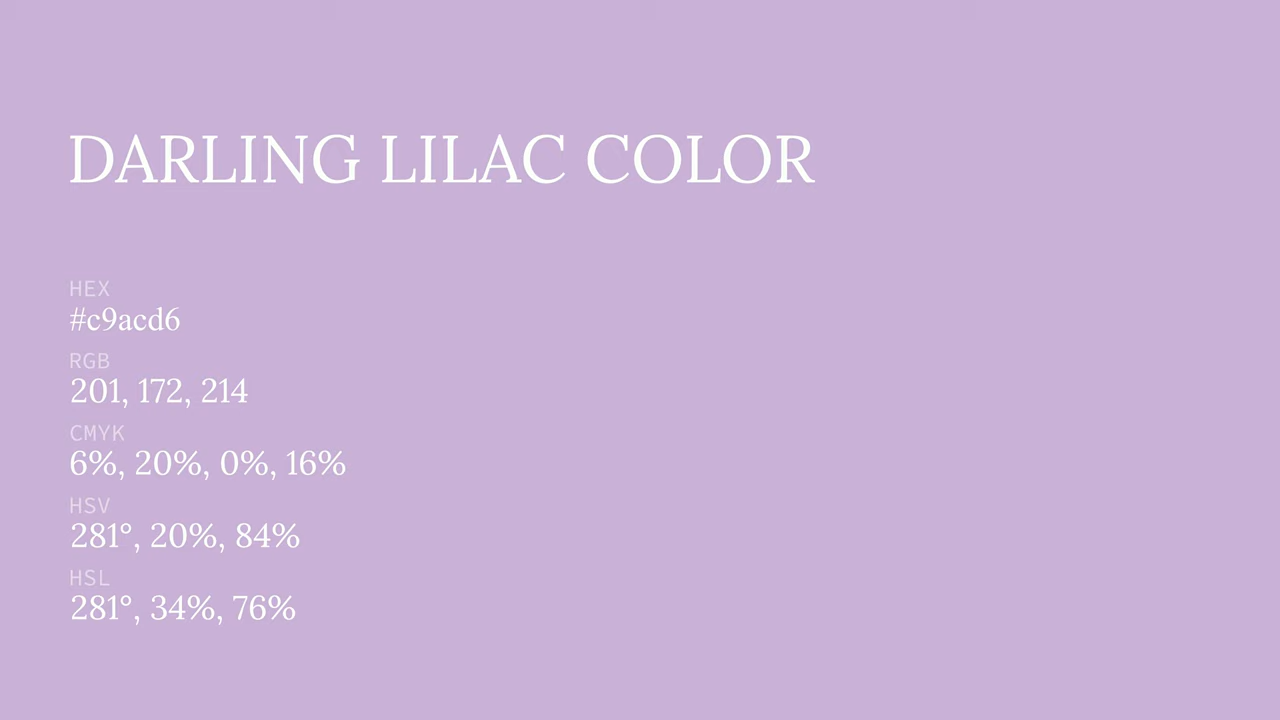 DARLING LILAC COLOR
HEX
#c9acd6
RGB
201, 172, 214
CMYK
6%, 20%, 0%, 16%
HSV
281°, 20%, 84%
HSL
281°, 34%, 76%